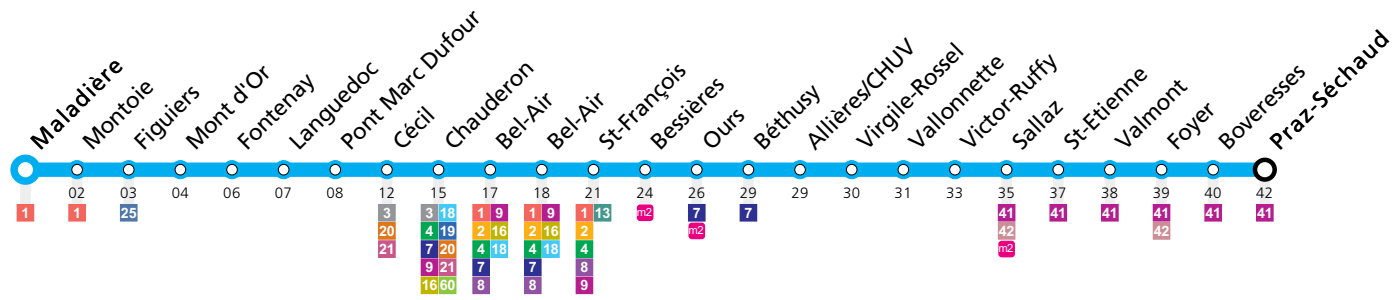 Maladière
Montoie
Figuiers
Mont d'Or
Fontenay
Languedoc
Pont Marc Dufour
Cécil
Chauderon
Bel-Air
Bel-Air
St-François
Bessières
Ours
Béthusy
Allières/CHUV
Virgile-Rossel
Vallonnette
Victor-Ruffy
Sallaz
St-Etienne
Valmont
Foyer
Boveresses
Praz-Séchaud
02 03 04 06 07 08 12 15 17 18 21 24 26 29 29 30 31 33 35 37 38 39 40 42
1 1 25 3 3 18 1 9 1 9 1 13 m2 7 7 41 41 41 41 41 41
20 4 19 2 16 2 16 2 m2 42 42
21 7 20 4 18 4 18 4 m2
9 21 7 7 8
16 60 8 8 9